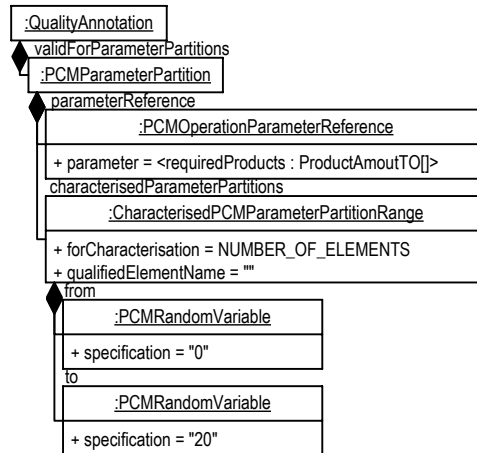 :QualityAnnotation
validForParameterPartitions
:PCMParameterPartition
parameterReference
:PCMOperationParameterReference
+ parameter = <requiredProducts : ProductAmoutTO[]>
characterisedParameterPartitions
:CharacterisedPCMParameterPartitionRange
+ forCharacterisation = NUMBER_OF_ELEMENTS
+ qualifiedElementName = ""
from
:PCMRandomVariable
+ specification = "0"
to
:PCMRandomVariable
+ specification = "20"